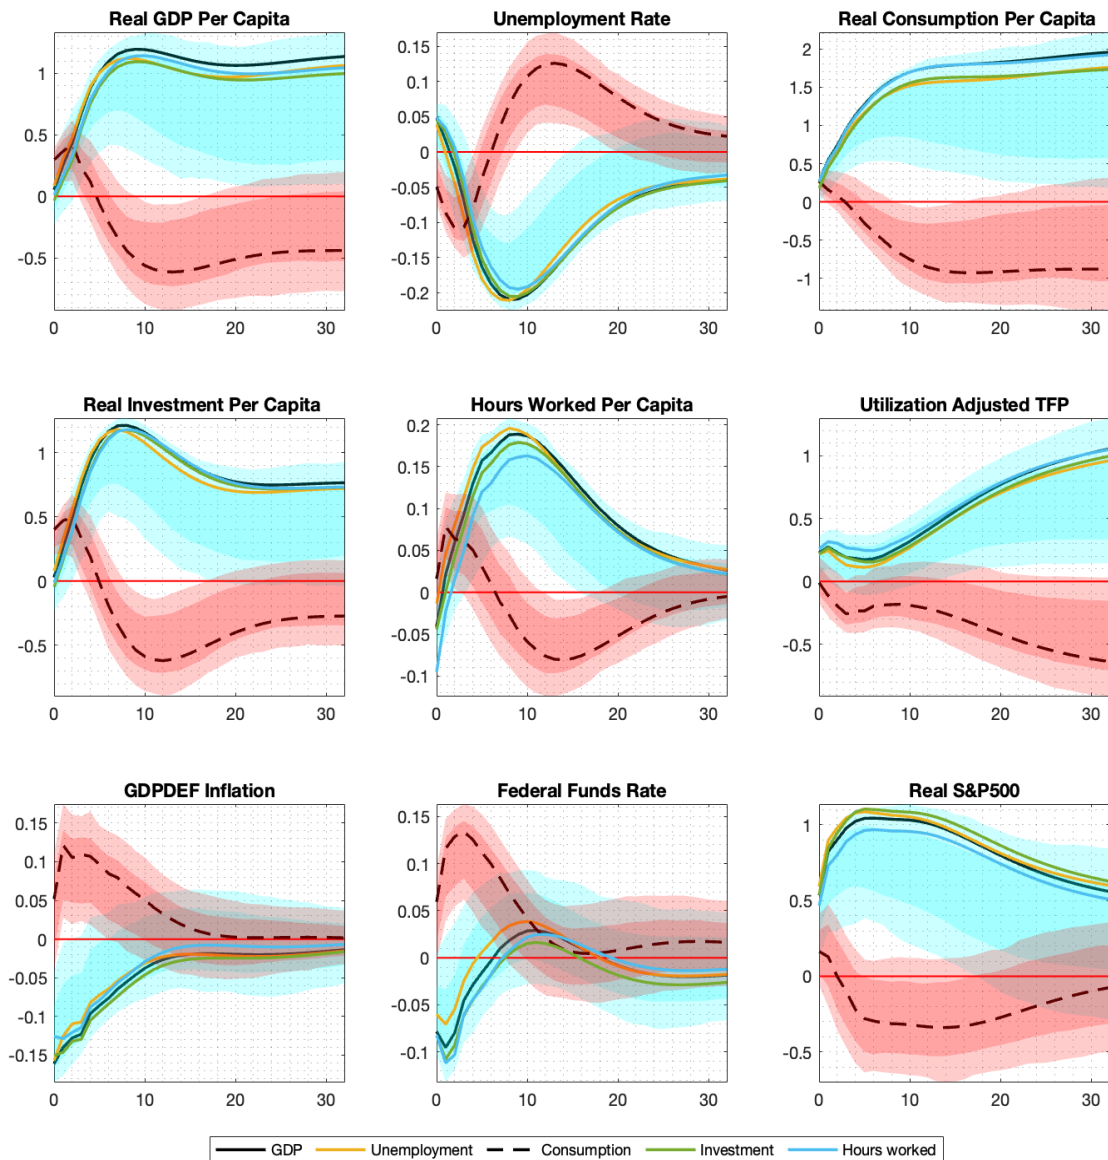 Real GDP Per Capita
1
0.5
0
-0.5
0 10 20 30
Unemployment Rate
0.15
0.1
0.05
0
-0.05
-0.1
-0.15
-0.2
0 10 20 30
Real Consumption Per Capita
2
1.5
1
0.5
0
-0.5
-1
0 10 20 30
Real Investment Per Capita
1
0.5
0
-0.5
0 10 20 30
Hours Worked Per Capita
0.2
0.15
0.1
0.05
0
-0.05
-0.1
0 10 20 30
Utilization Adjusted TFP
1
0.5
0
-0.5
0 10 20 30
GDPDEF Inflation
0.15
0.1
0.05
0
-0.05
-0.1
-0.15
0 10 20 30
Federal Funds Rate
0.15
0.1
0.05
0
-0.05
-0.1
0 10 20 30
Real S&P500
1
0.5
0
-0.5
0 10 20 30
GDP Unemployment Consumption Investment Hours worked